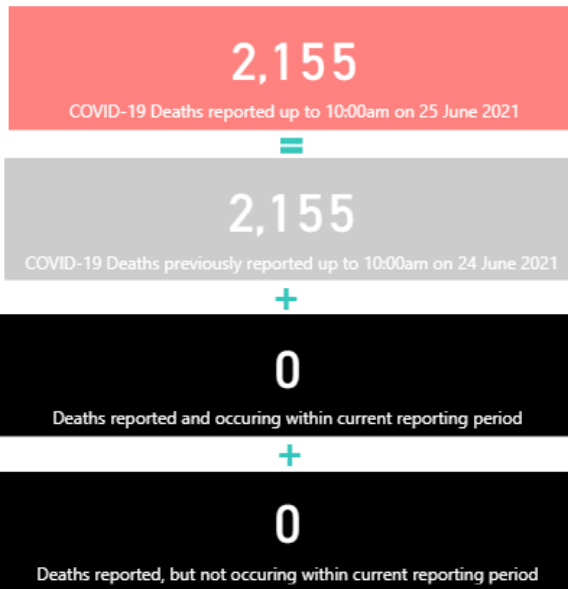 2,155
COVID-19 Deaths reported up to 10:00am on 25 June 2021
=
2,155
COVID-19 Deaths previously reported up to 10:00am on 24 June 2021
+
0
Deaths reported and occuring within current reporting period
+
0
Deaths reported, but not occuring within current reporting period